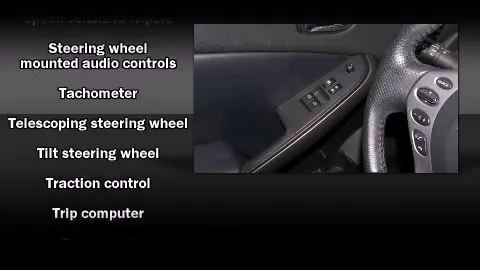 Steering wheel
mounted audio controls
Tachometer
Telescoping steering wheel
Tilt steering wheel
Traction control
Trip computer